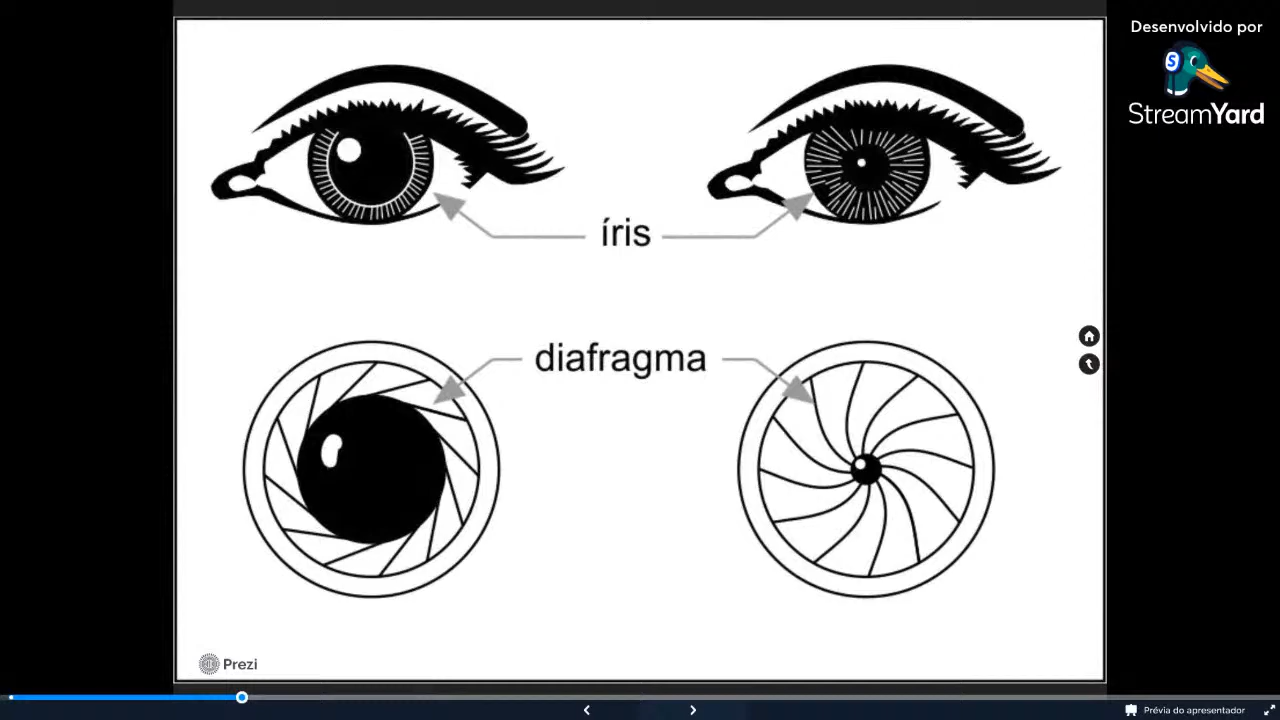 Desenvolvido por
StreamYard
íris
diafragma
Prezi
Prévia do apresentador